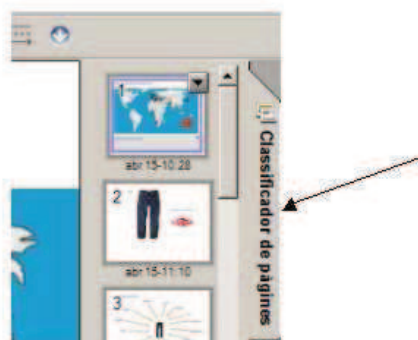 1
abr 15-10:28
2
abr 15-11:10
3
Classificador de pàgines